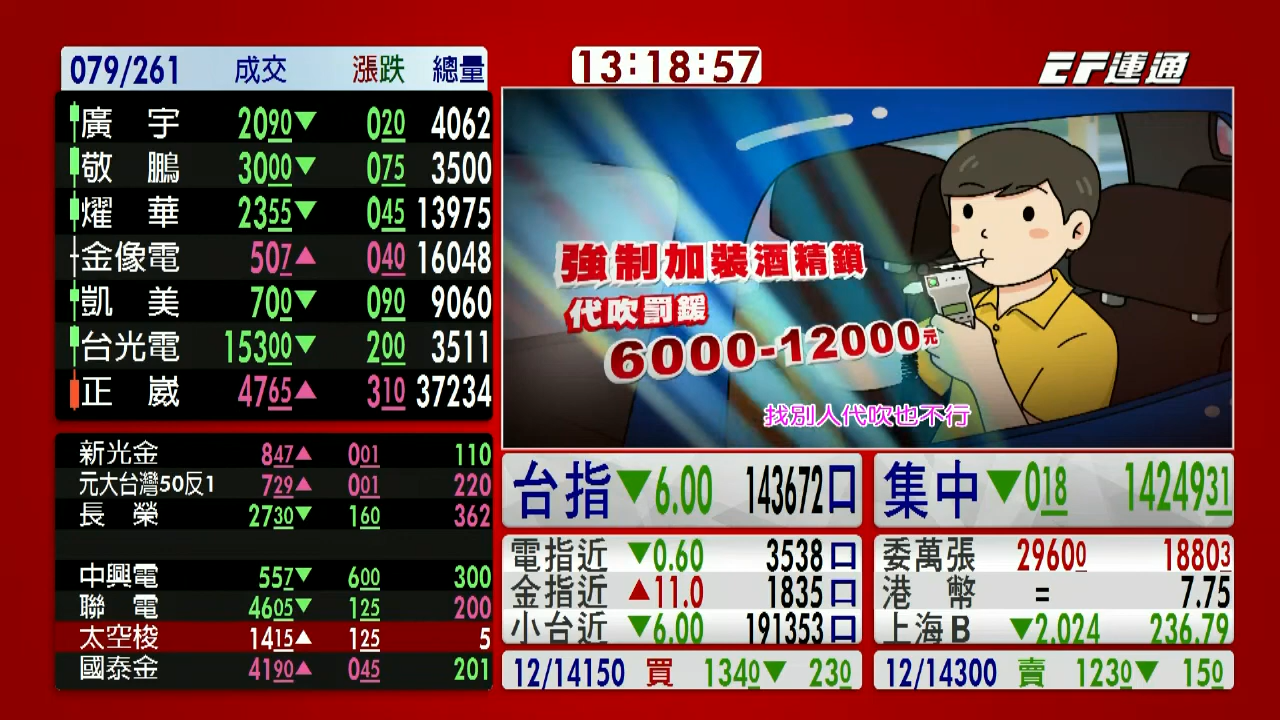 079/261 成交 漲跌 總量
廣宇 2090▼ 020 4062
敬鵬 3000▼ 075 3500
燿華 2355▼ 045 13975
金像電 507▲ 040 16048
凱美 700▼ 090 9060
台光電 15300▼ 200 3511
正崴 4765▲ 310 37234
新光金 847▲ 001 110
元大台灣50反1 729▲ 001 220
長榮 2730▼ 160 362
中興電 557▼ 600 300
聯電 4605▼ 125 200
太空梭 1415▲ 125 5
國泰金 4190▲ 045 201
13:18:57
EF運通
強制加裝酒精鎖
代吹罰鍰
6000-12000元
找別人代吹也不行
台指▼6.00 143672口
集中▼018 1424931
電指近 ▼0.60 3538口
金指近 ▲11.0 1835口
小台近 ▼6.00 191353口
委萬張 29600 18803
港幣 = 7.75
上海B ▼2.024 236.79
12/14150 買 1340▼ 230
12/14300 賣 1230▼ 150